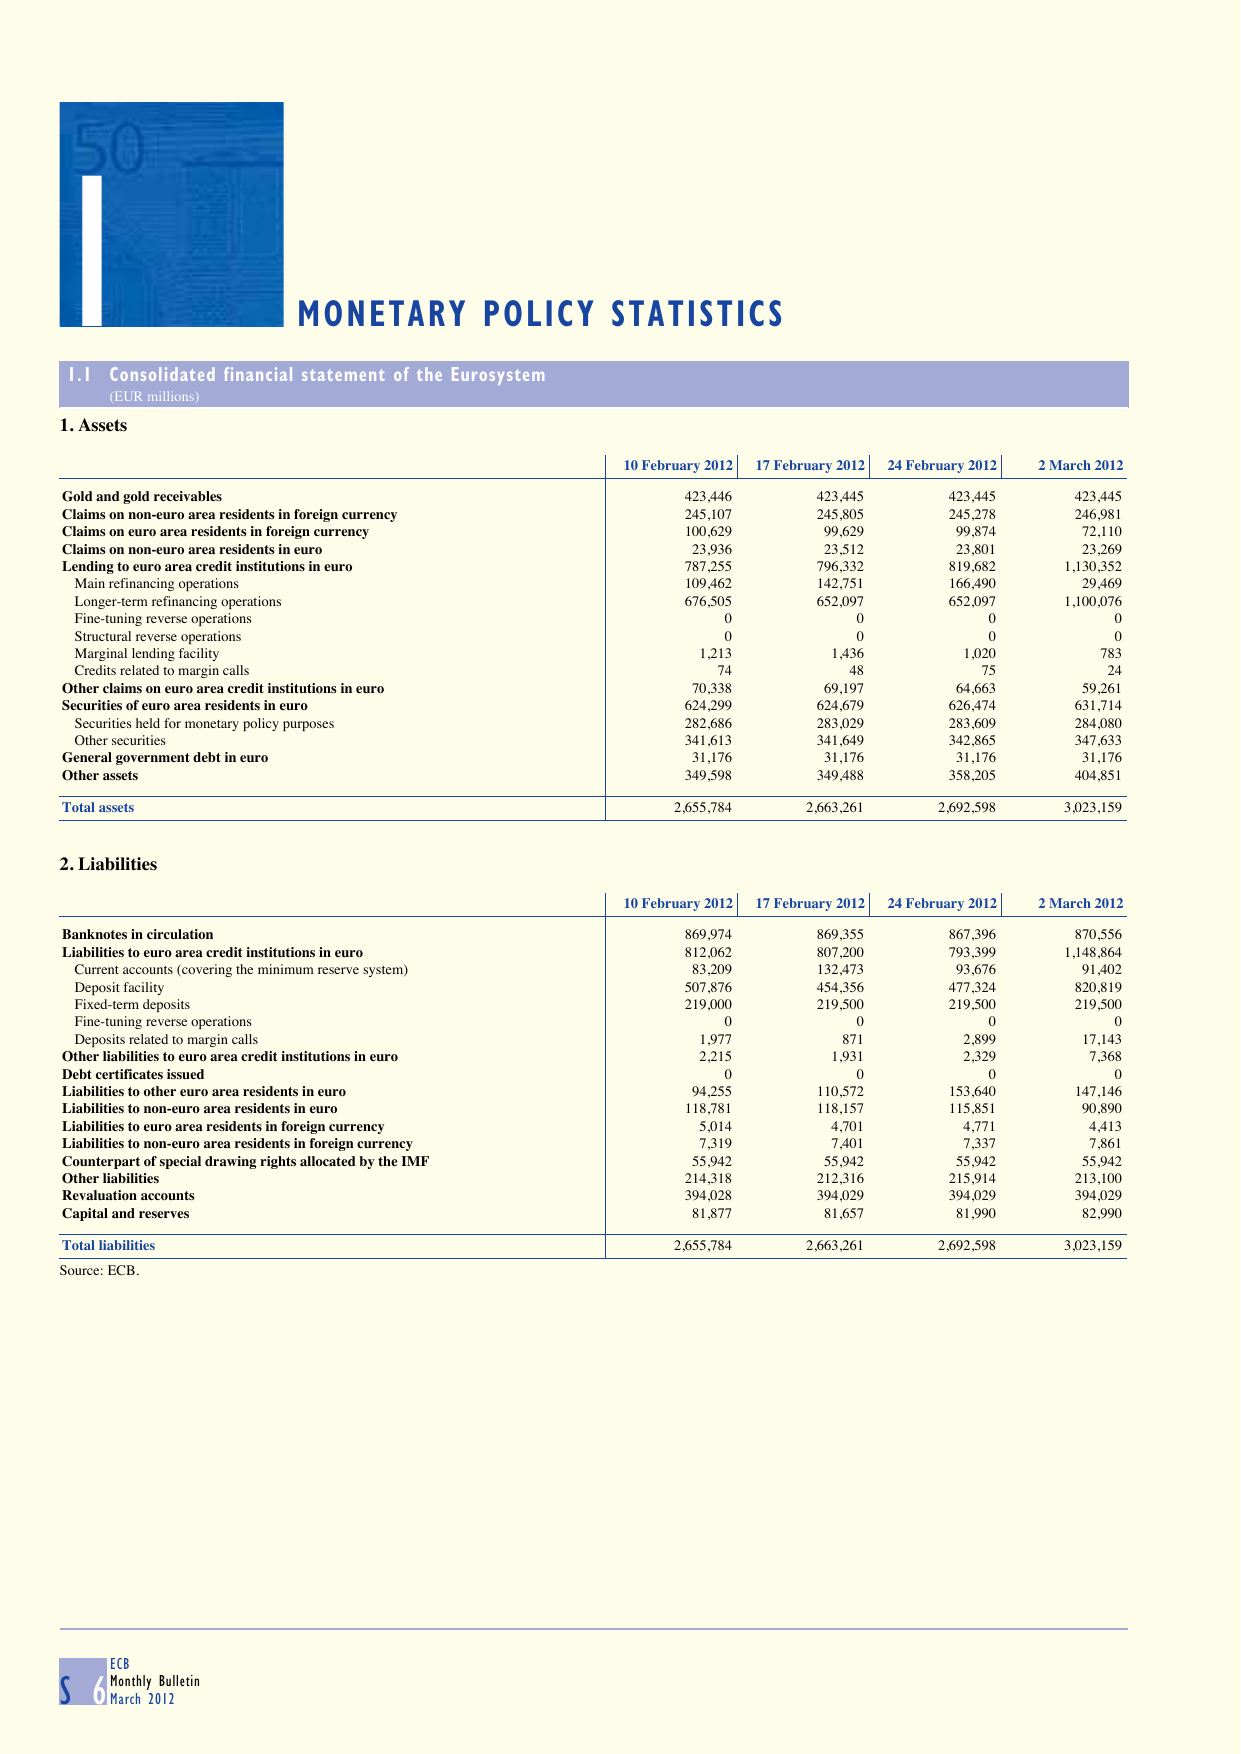 50
1
MONETARY POLICY STATISTICS
1.1 Consolidated financial statement of the Eurosystem
(EUR millions)
1. Assets
10 February 2012 17 February 2012 24 February 2012 2 March 2012
Gold and gold receivables 423,446 423,445 423,445 423,445
Claims on non-euro area residents in foreign currency 245,107 245,805 245,278 246,981
Claims on euro area residents in foreign currency 100,629 99,629 99,874 72,110
Claims on non-euro area residents in euro 23,936 23,512 23,801 23,269
Lending to euro area credit institutions in euro 787,255 796,332 819,682 1,130,352
Main refinancing operations 109,462 142,751 166,490 29,469
Longer-term refinancing operations 676,505 652,097 652,097 1,100,076
Fine-tuning reverse operations 0 0 0 0
Structural reverse operations 0 0 0 0
Marginal lending facility 1,213 1,436 1,020 783
Credits related to margin calls 74 48 75 24
Other claims on euro area credit institutions in euro 70,338 69,197 64,663 59,261
Securities of euro area residents in euro 624,299 624,679 626,474 631,714
Securities held for monetary policy purposes 282,686 283,029 283,609 284,080
Other securities 341,613 341,649 342,865 347,633
General government debt in euro 31,176 31,176 31,176 31,176
Other assets 349,598 349,488 358,205 404,851
Total assets 2,655,784 2,663,261 2,692,598 3,023,159
2. Liabilities
10 February 2012 17 February 2012 24 February 2012 2 March 2012
Banknotes in circulation 869,974 869,355 867,396 870,556
Liabilities to euro area credit institutions in euro 812,062 807,200 793,399 1,148,864
Current accounts (covering the minimum reserve system) 83,209 132,473 93,676 91,402
Deposit facility 507,876 454,356 477,324 820,819
Fixed-term deposits 219,000 219,500 219,500 219,500
Fine-tuning reverse operations 0 0 0 0
Deposits related to margin calls 1,977 871 2,899 17,143
Other liabilities to euro area credit institutions in euro 2,215 1,931 2,329 7,368
Debt certificates issued 0 0 0 0
Liabilities to other euro area residents in euro 94,255 110,572 153,640 147,146
Liabilities to non-euro area residents in euro 118,781 118,157 115,851 90,890
Liabilities to euro area residents in foreign currency 5,014 4,701 4,771 4,413
Liabilities to non-euro area residents in foreign currency 7,319 7,401 7,337 7,861
Counterpart of special drawing rights allocated by the IMF 55,942 55,942 55,942 55,942
Other liabilities 214,318 212,316 215,914 213,100
Revaluation accounts 394,028 394,029 394,029 394,029
Capital and reserves 81,877 81,657 81,990 82,990
Total liabilities 2,655,784 2,663,261 2,692,598 3,023,159
Source: ECB.
ECB
Monthly Bulletin
S 6 March 2012